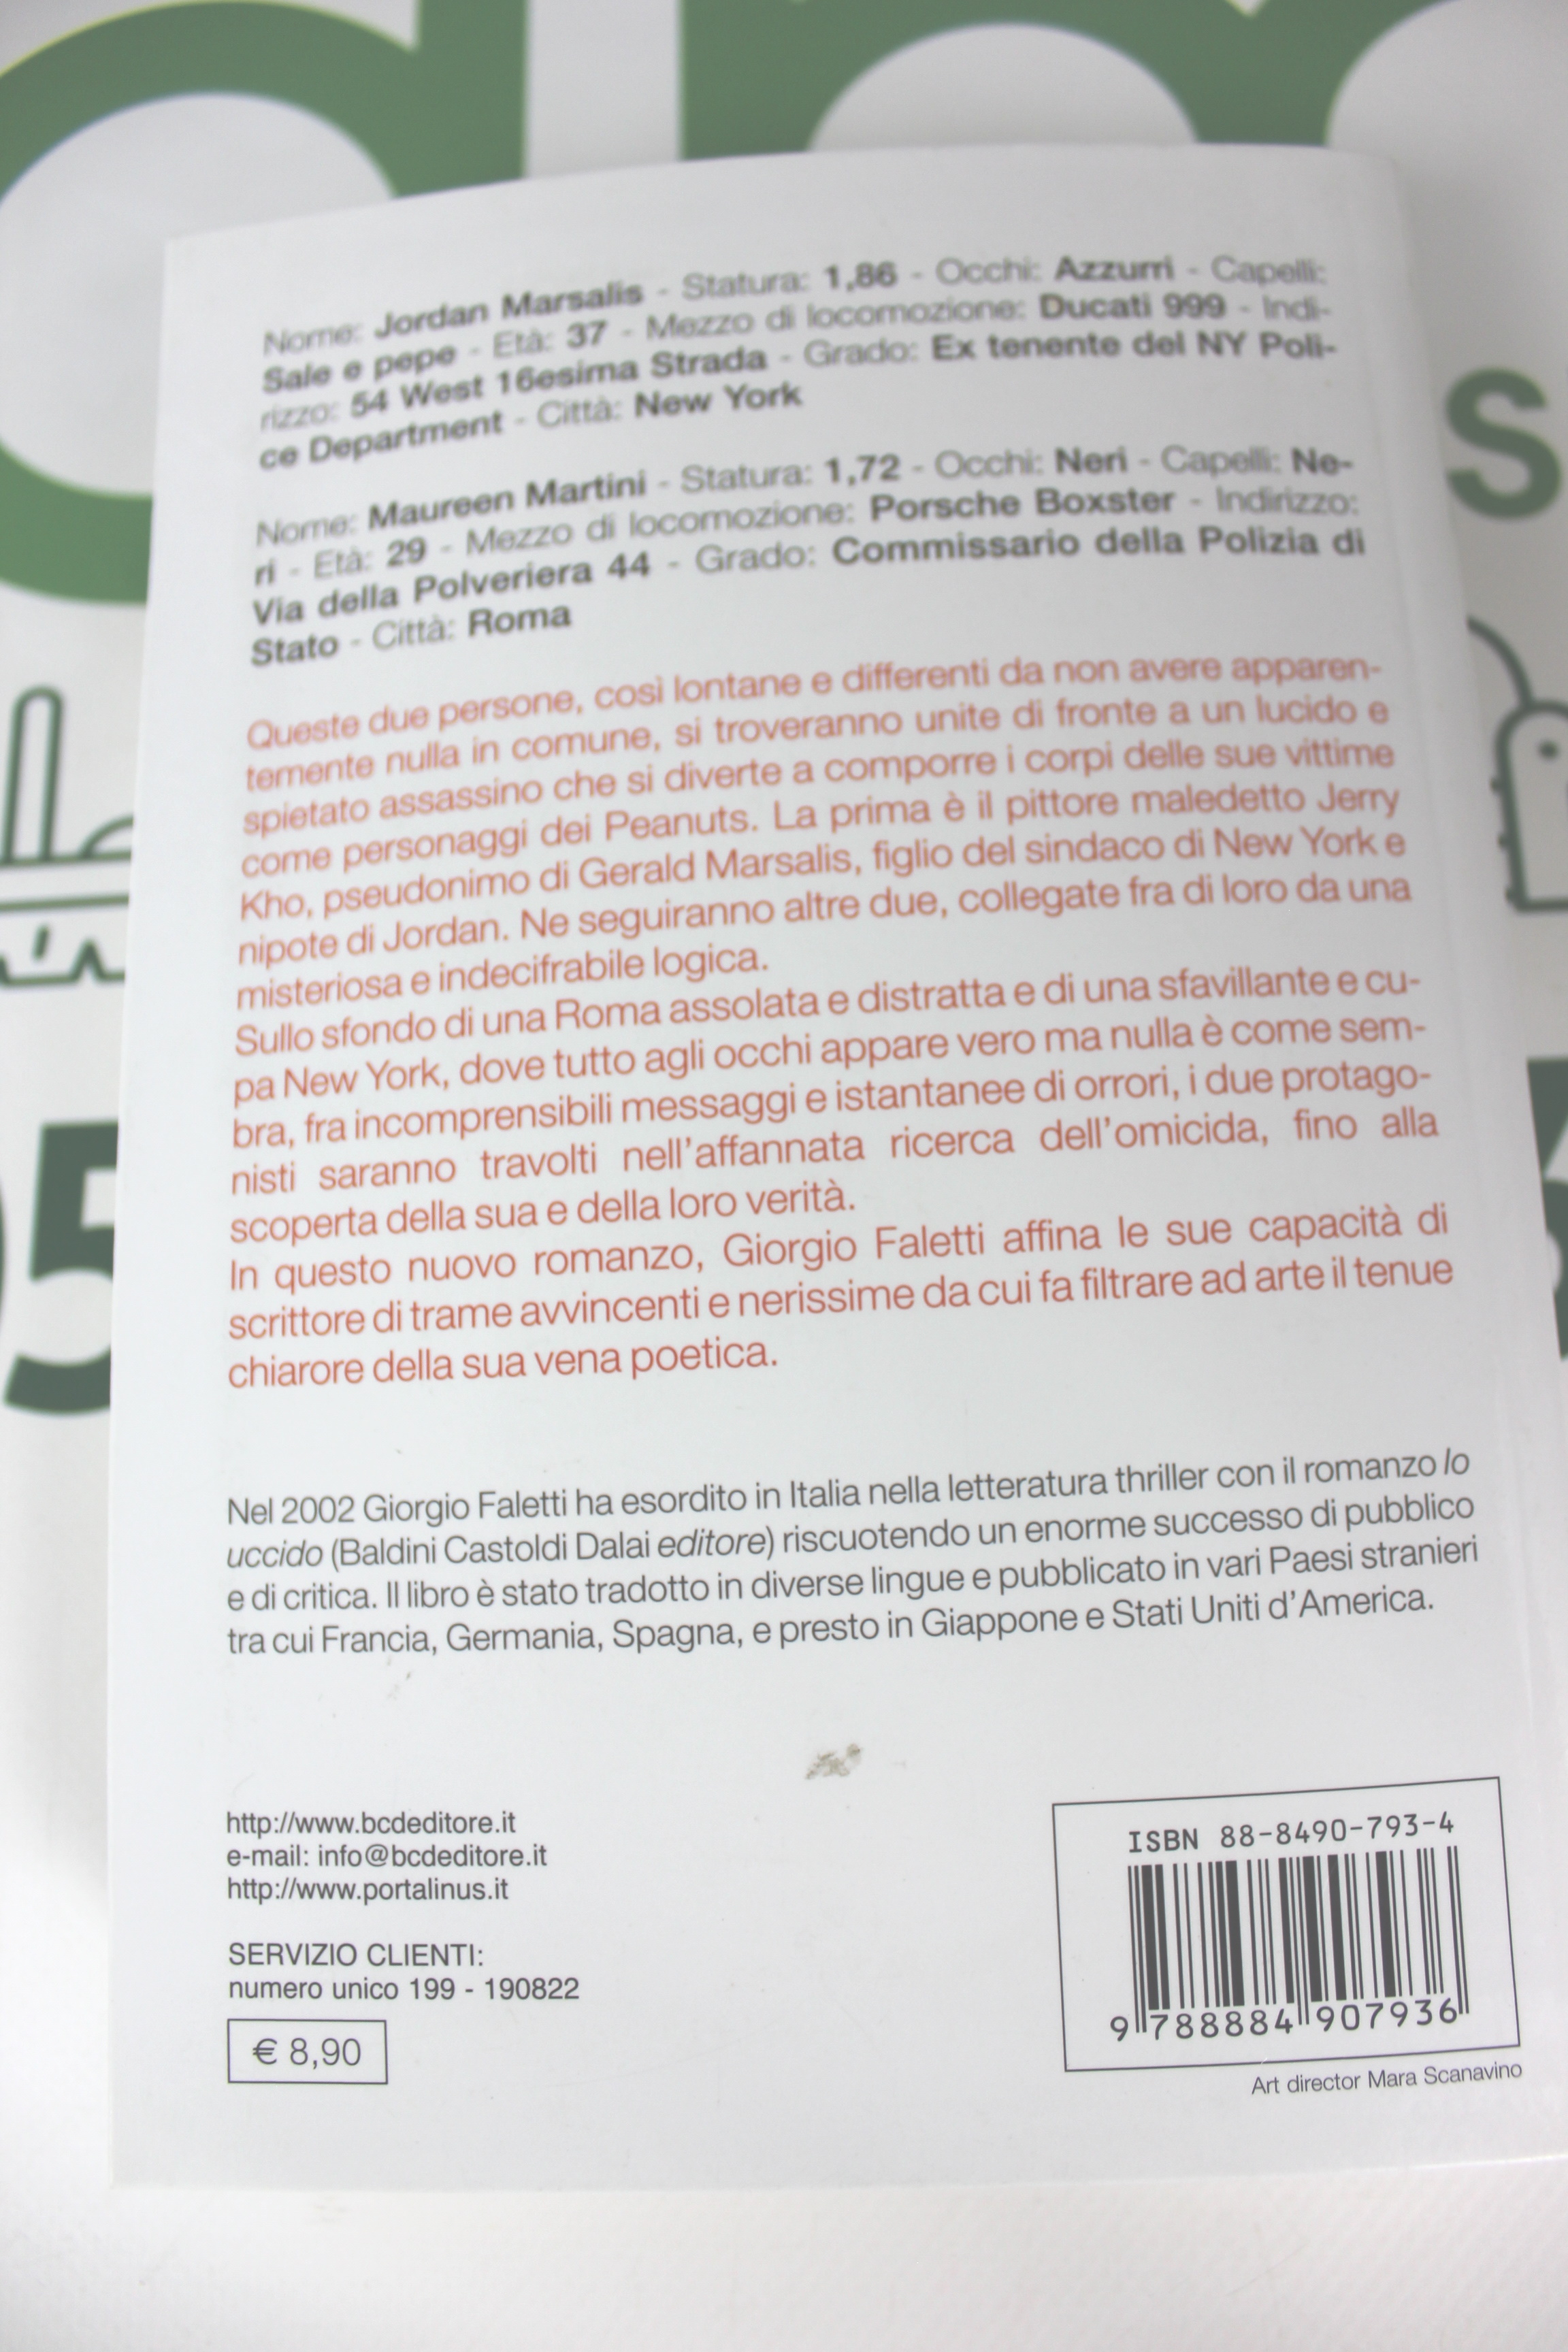 Nome: Jordan Marsalis - Statura: 1,86 - Occhi: Azzurri - Capelli:
Sale e pepe - Età: 37 - Mezzo di locomozione: Ducati 999 - Indi-
rizzo: 54 West 16esima Strada - Grado: Ex tenente del NY Poli-
ce Department - Città: New York
Nome: Maureen Martini - Statura: 1,72 - Occhi: Neri - Capelli: Ne-
ri - Età: 29 - Mezzo di locomozione: Porsche Boxster - Indirizzo:
Via della Polveriera 44 - Grado: Commissario della Polizia di
Stato - Città: Roma
Queste due persone, così lontane e differenti da non avere apparen-
temente nulla in comune, si troveranno unite di fronte a un lucido e
spietato assassino che si diverte a comporre i corpi delle sue vittime
come personaggi dei Peanuts. La prima è il pittore maledetto Jerry
Kho, pseudonimo di Gerald Marsalis, figlio del sindaco di New York e
nipote di Jordan. Ne seguiranno altre due, collegate fra di loro da una
misteriosa e indecifrabile logica.
Sullo sfondo di una Roma assolata e distratta e di una sfavillante e cu-
pa New York, dove tutto agli occhi appare vero ma nulla è come sem-
bra, fra incomprensibili messaggi e istantanee di orrori, i due protago-
nisti saranno travolti nell'affannata ricerca dell'omicida, fino alla
scoperta della sua e della loro verità.
In questo nuovo romanzo, Giorgio Faletti affina le sue capacità di
scrittore di trame avvincenti e nerissime da cui fa filtrare ad arte il tenue
chiarore della sua vena poetica.
Nel 2002 Giorgio Faletti ha esordito in Italia nella letteratura thriller con il romanzo Io
uccido (Baldini Castoldi Dalai editore) riscuotendo un enorme successo di pubblico
e di critica. Il libro è stato tradotto in diverse lingue e pubblicato in vari Paesi stranieri
tra cui Francia, Germania, Spagna, e presto in Giappone e Stati Uniti d'America.
http://www.bcdeditore.it
e-mail: info@bcdeditore.it
http://www.portalinus.it
SERVIZIO CLIENTI:
numero unico 199 - 190822
€ 8,90
ISBN 88-8490-793-4
9 788884 907936
Art director Mara Scanavino